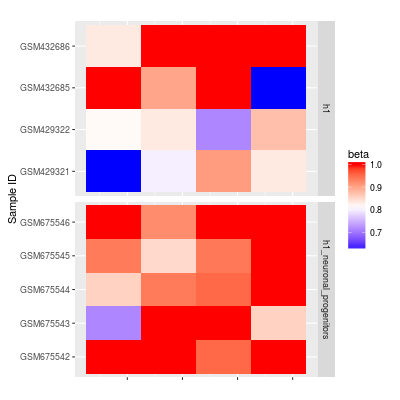 GSM432686
GSM432685
GSM429322
GSM429321
h1
Sample ID
GSM675546
GSM675545
GSM675544
GSM675543
GSM675542
h1_neuronal_progenitors
beta
1.0
0.9
0.8
0.7